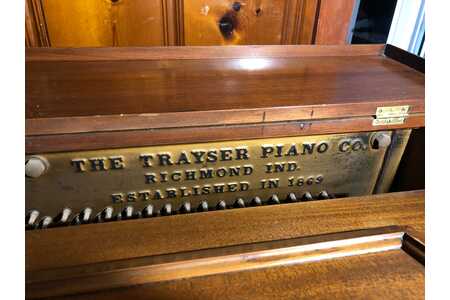 THE TRAYSER PIANO CO.
RICHMOND IND.
ESTABLISHED IN 1869